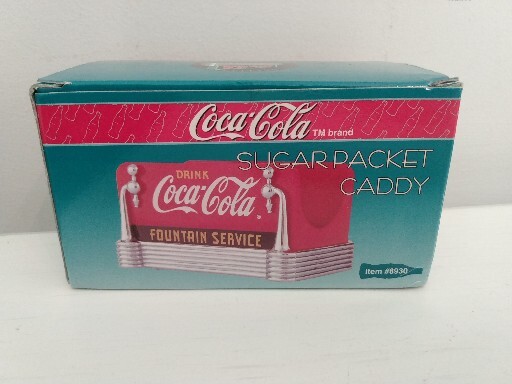 Coca-Cola TM brand
SUGAR PACKET
CADDY
DRINK
Coca-Cola
FOUNTAIN SERVICE
Item #8930